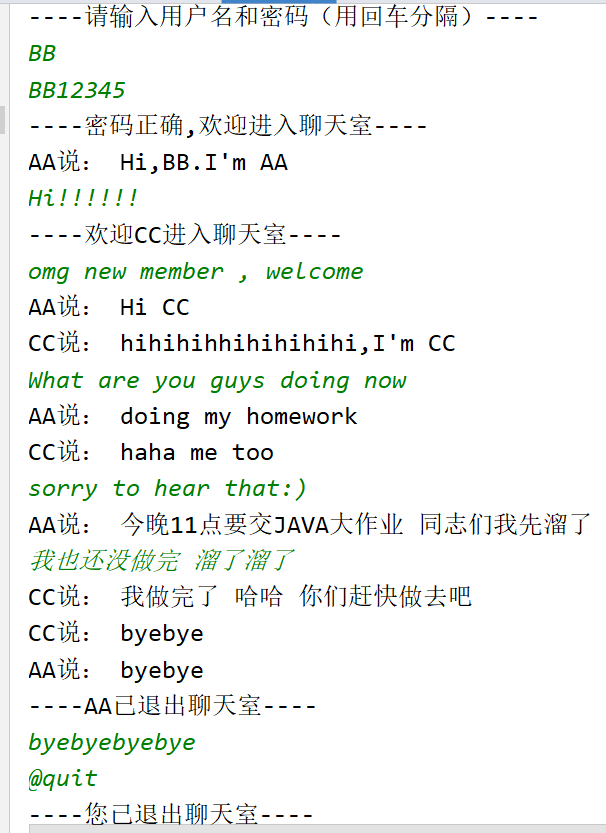 ----请输入用户名和密码（用回车分隔）----
BB
BB12345
----密码正确,欢迎进入聊天室----
AA说： Hi,BB.I'm AA
Hi!!!!!!
----欢迎CC进入聊天室----
omg new member , welcome
AA说： Hi CC
CC说： hihihihhihihihihi,I'm CC
What are you guys doing now
AA说： doing my homework
CC说： haha me too
sorry to hear that:)
AA说： 今晚11点要交JAVA大作业 同志们我先溜了
我也还没做完 溜了溜了
CC说： 我做完了 哈哈 你们赶快做去吧
CC说： byebye
AA说： byebye
----AA已退出聊天室----
byebyebyebye
@quit
----您已退出聊天室----